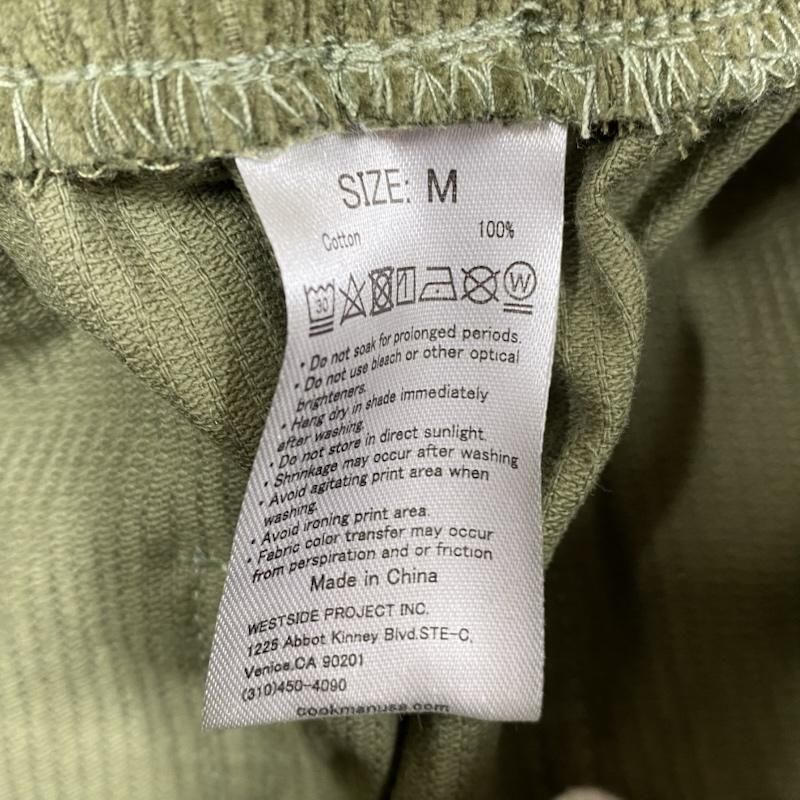 SIZE: M
Cotton 100%
30 W
• Do not soak for prolonged periods.
• Do not use bleach or other optical
brighteners.
• Hang dry in shade immediately
after washing.
• Do not store in direct sunlight.
• Shrinkage may occur after washing
• Avoid agitating print area when
washing.
• Avoid ironing print area.
• Fabric color transfer may occur
from perspiration and or friction
Made in China
WESTSIDE PROJECT INC.
1225 Abbot Kinney Blvd.STE-C,
Venice.CA 90201
(310)450-4090
cookmanusa.com